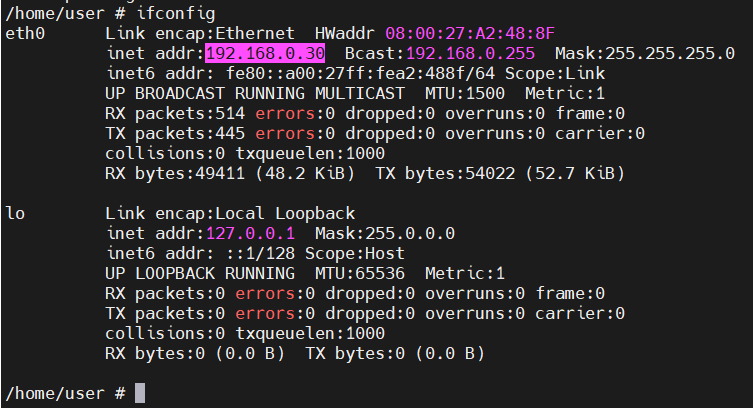 /home/user # ifconfig
eth0      Link encap:Ethernet  HWaddr 08:00:27:A2:48:8F
          inet addr:192.168.0.30  Bcast:192.168.0.255  Mask:255.255.255.0
          inet6 addr: fe80::a00:27ff:fea2:488f/64 Scope:Link
          UP BROADCAST RUNNING MULTICAST  MTU:1500  Metric:1
          RX packets:514 errors:0 dropped:0 overruns:0 frame:0
          TX packets:445 errors:0 dropped:0 overruns:0 carrier:0
          collisions:0 txqueuelen:1000
          RX bytes:49411 (48.2 KiB)  TX bytes:54022 (52.7 KiB)

lo        Link encap:Local Loopback
          inet addr:127.0.0.1  Mask:255.0.0.0
          inet6 addr: ::1/128 Scope:Host
          UP LOOPBACK RUNNING  MTU:65536  Metric:1
          RX packets:0 errors:0 dropped:0 overruns:0 frame:0
          TX packets:0 errors:0 dropped:0 overruns:0 carrier:0
          collisions:0 txqueuelen:1000
          RX bytes:0 (0.0 B)  TX bytes:0 (0.0 B)

/home/user #